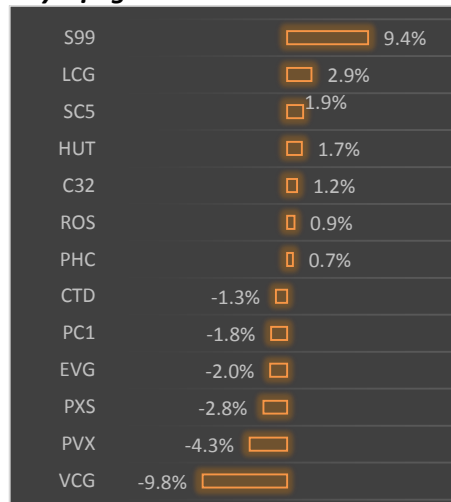 S99 9.4%
LCG 2.9%
SC5 1.9%
HUT 1.7%
C32 1.2%
ROS 0.9%
PHC 0.7%
CTD -1.3%
PC1 -1.8%
EVG -2.0%
PXS -2.8%
PVX -4.3%
VCG -9.8%